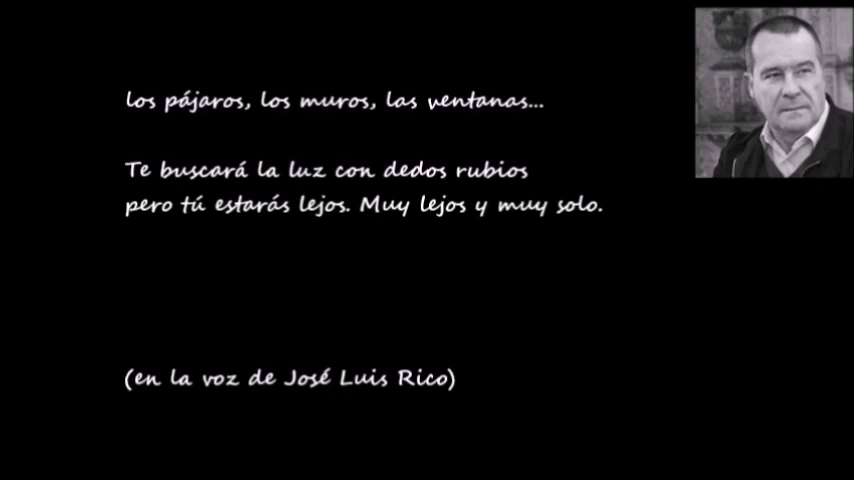 los pájaros, los muros, las ventanas...
Te buscará la luz con dedos rubios
pero tú estarás lejos. Muy lejos y muy solo.
(en la voz de José Luis Rico)